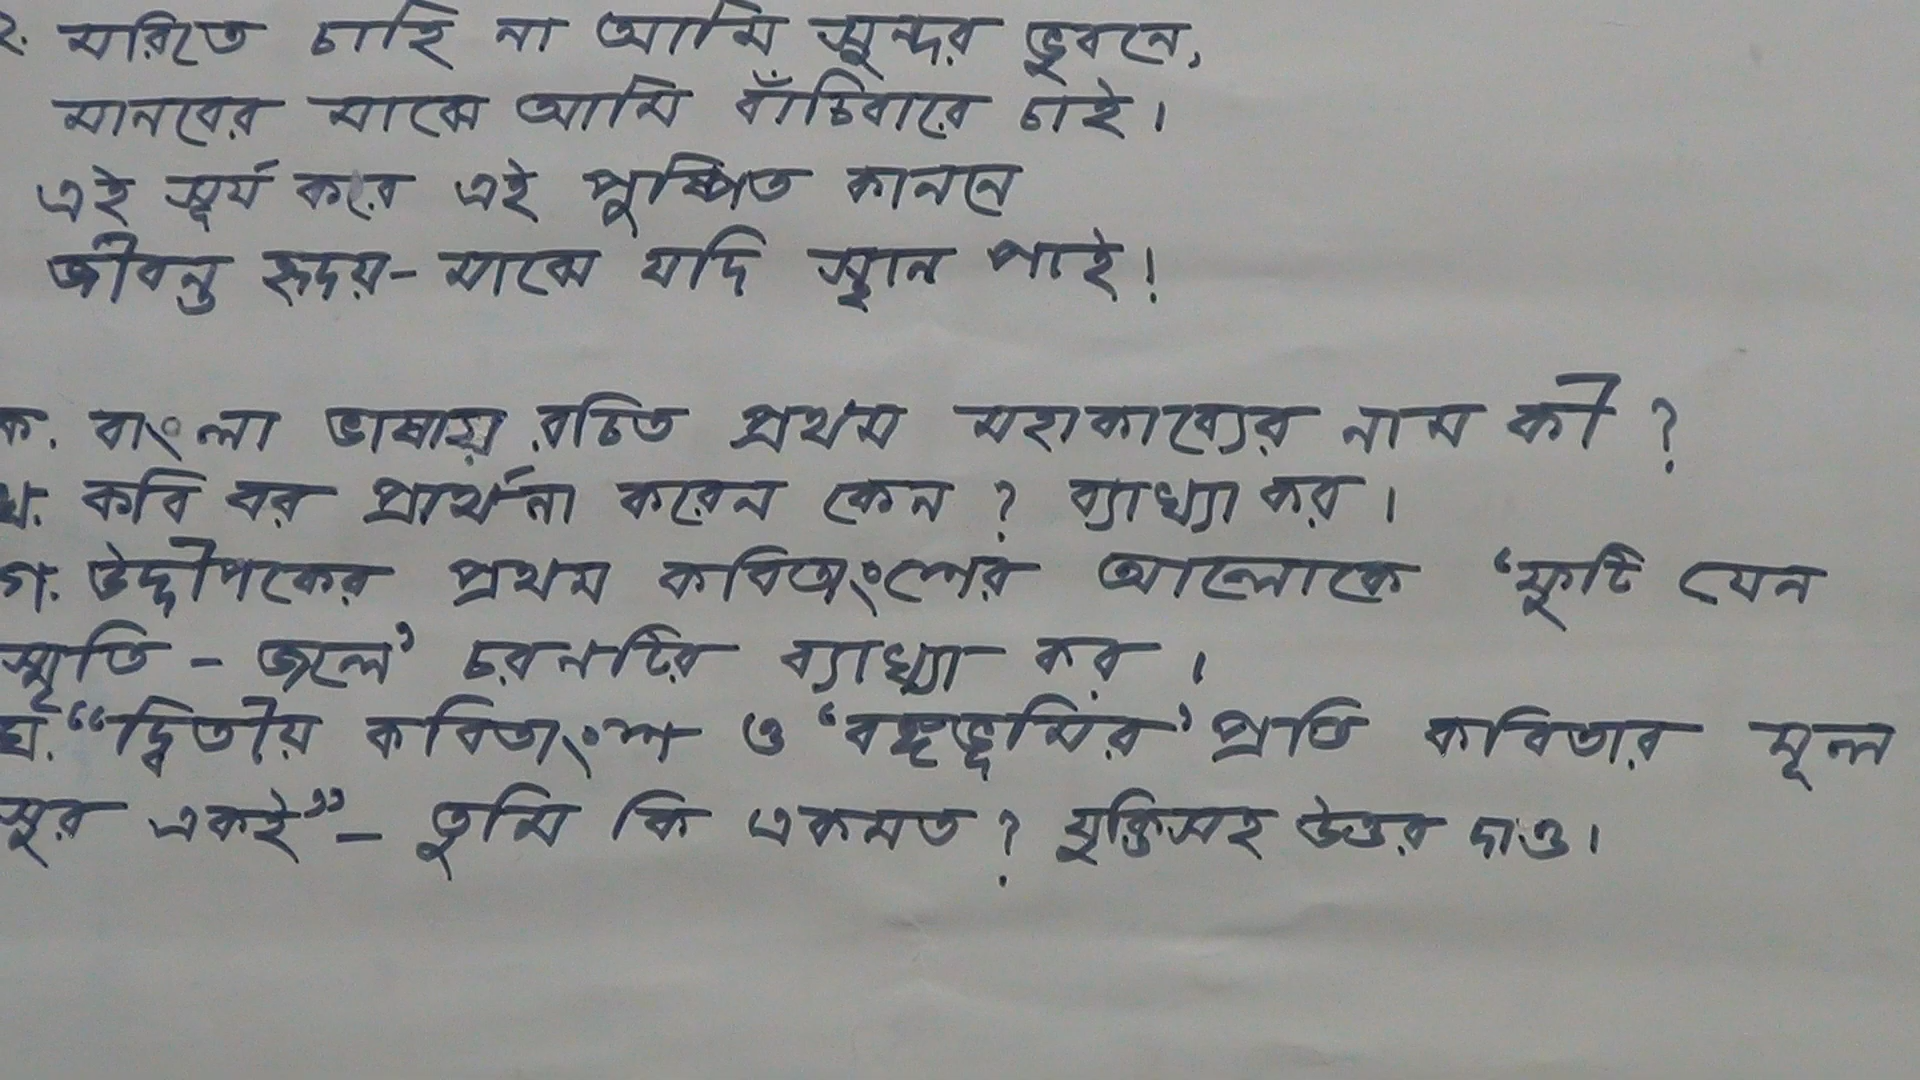 ২. মরিতে চাহি না আমি সুন্দর ভুবনে,
মানবের মাঝে আমি বাঁচিবারে চাই।
এই সূর্য করে এই পুষ্পিত কাননে
জীবন্ত হৃদয়-মাঝে যদি স্থান পাই!
ক. বাংলা ভাষায় রচিত প্রথম মহাকাব্যের নাম কী?
খ. কবি বর প্রার্থনা করেন কেন? ব্যাখ্যা কর।
গ. উদ্দীপকের প্রথম কবিতাংশের আলোকে ‘ফুটি যেন
স্মৃতি - জলে’ চরনটির ব্যাখ্যা কর।
ঘ. “দ্বিতীয় কবিতাংশ ও ‘বঙ্গভূমির’ প্রতি কবিতার মূল
সুর একই” – তুমি কি একমত? যুক্তিসহ উত্তর দাও।